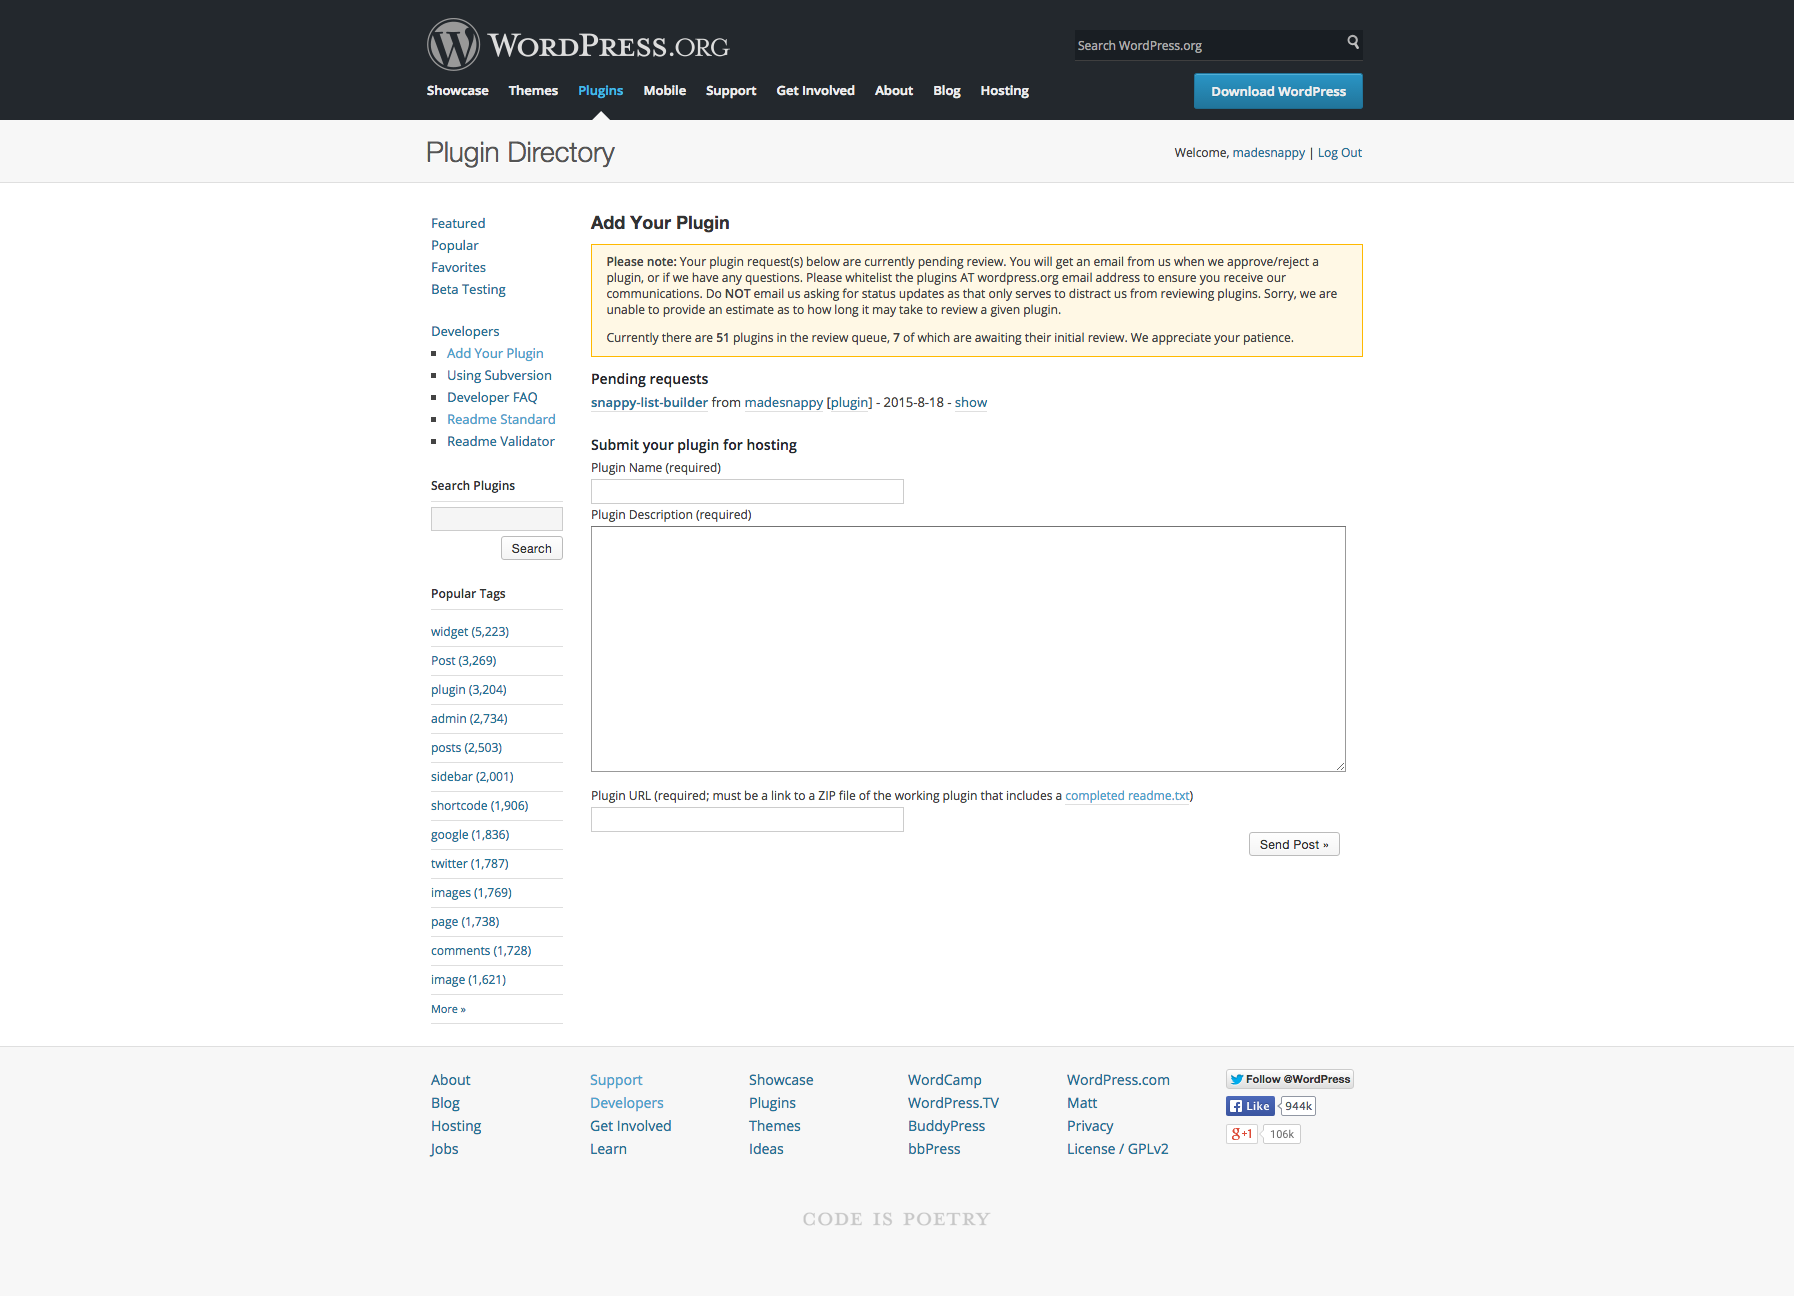 WORDPRESS.ORG
Search WordPress.org
Showcase Themes Plugins Mobile Support Get Involved About Blog Hosting
Download WordPress
Plugin Directory
Welcome, madesnappy | Log Out
Featured
Popular
Favorites
Beta Testing
Developers
Add Your Plugin
Using Subversion
Developer FAQ
Readme Standard
Readme Validator
Search Plugins
Search
Popular Tags
widget (5,223)
Post (3,269)
plugin (3,204)
admin (2,734)
posts (2,503)
sidebar (2,001)
shortcode (1,906)
google (1,836)
twitter (1,787)
images (1,769)
page (1,738)
comments (1,728)
image (1,621)
More »
Add Your Plugin
Please note: Your plugin request(s) below are currently pending review. You will get an email from us when we approve/reject a
plugin, or if we have any questions. Please whitelist the plugins AT wordpress.org email address to ensure you receive our
communications. Do NOT email us asking for status updates as that only serves to distract us from reviewing plugins. Sorry, we are
unable to provide an estimate as to how long it may take to review a given plugin.
Currently there are 51 plugins in the review queue, 7 of which are awaiting their initial review. We appreciate your patience.
Pending requests
snappy-list-builder from madesnappy [plugin] - 2015-8-18 - show
Submit your plugin for hosting
Plugin Name (required)
Plugin Description (required)
Plugin URL (required; must be a link to a ZIP file of the working plugin that includes a completed readme.txt)
Send Post »
About
Blog
Hosting
Jobs
Support
Developers
Get Involved
Learn
Showcase
Plugins
Themes
Ideas
WordCamp
WordPress.TV
BuddyPress
bbPress
WordPress.com
Matt
Privacy
License / GPLv2
Follow @WordPress
Like 944k
g+1 106k
CODE IS POETRY